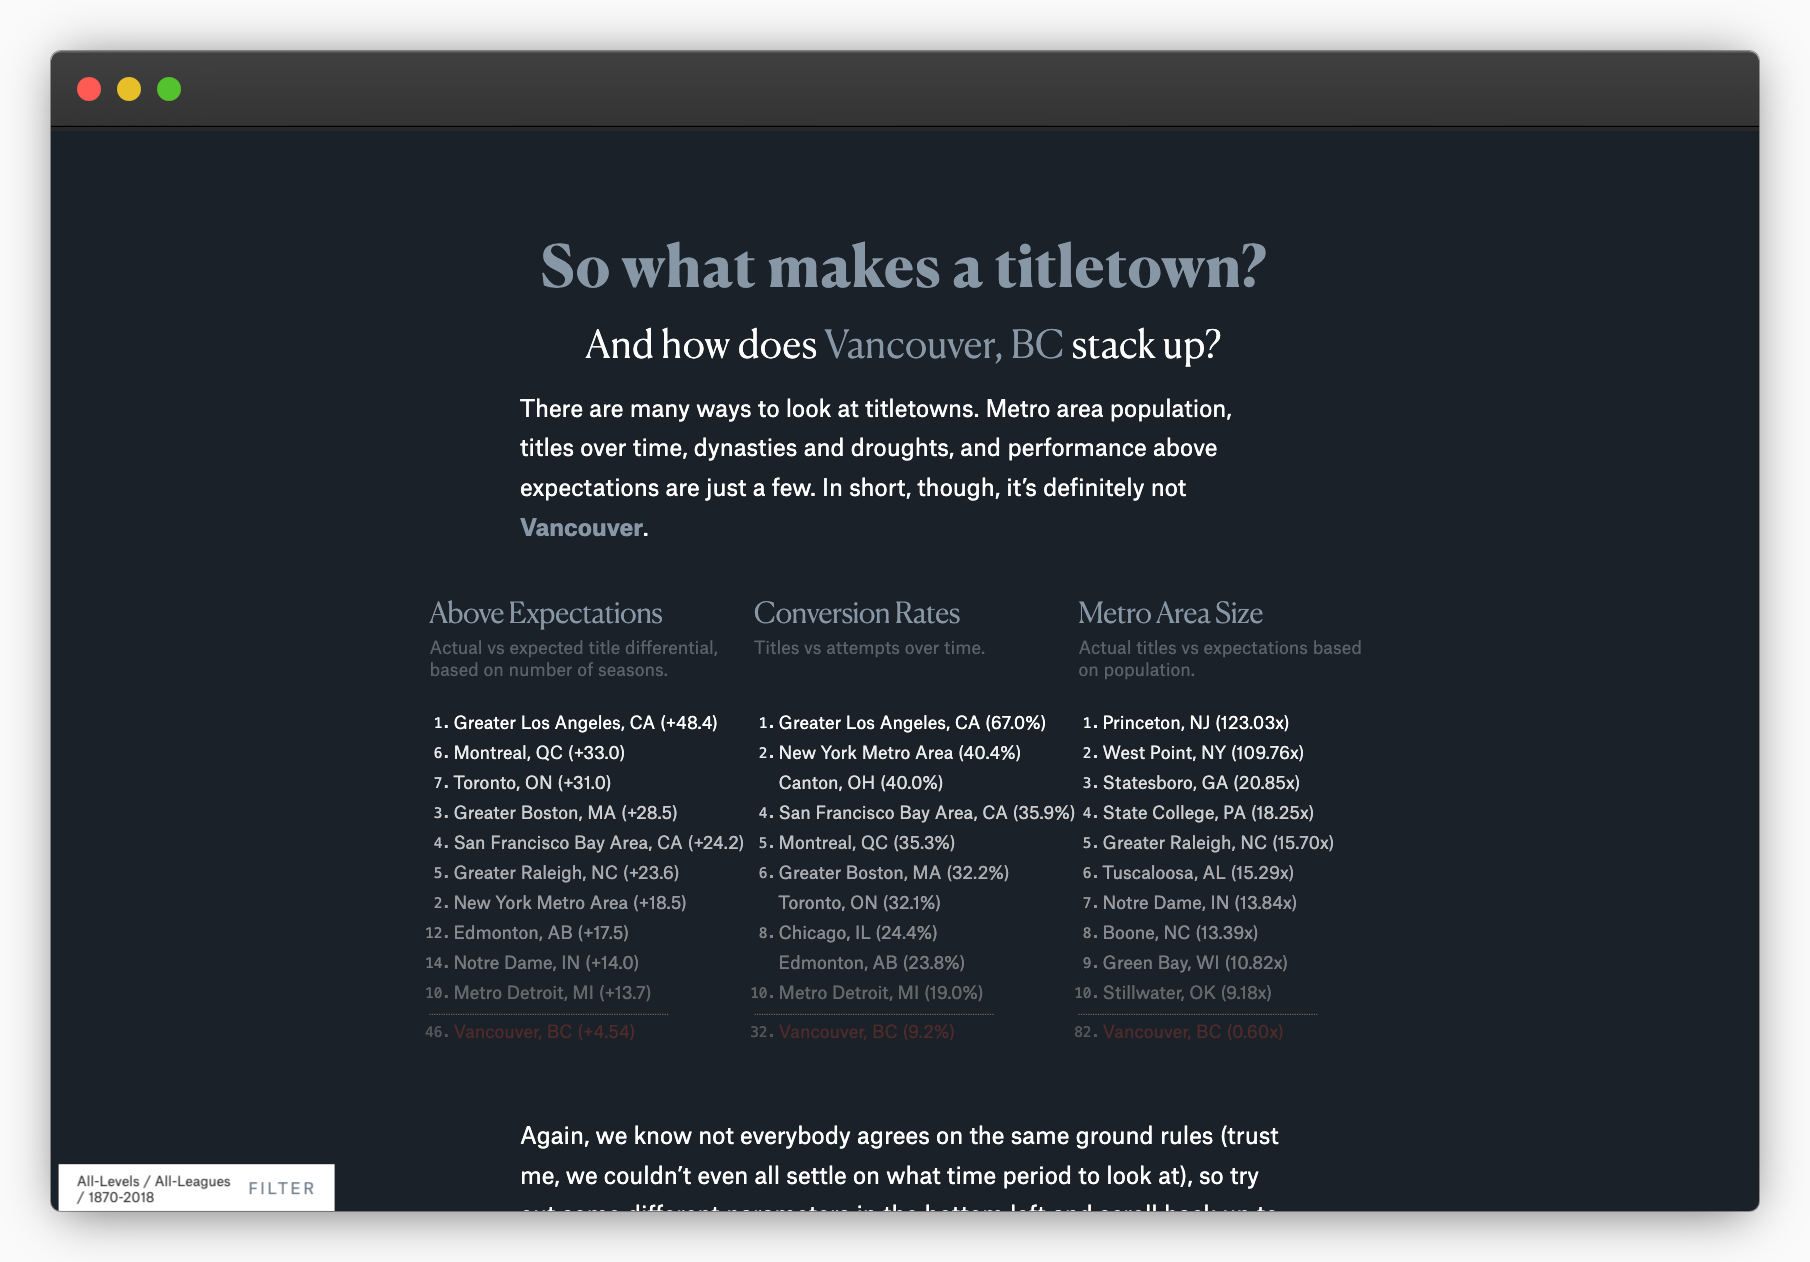 So what makes a titletown?
And how does Vancouver, BC stack up?
There are many ways to look at titletowns. Metro area population,
titles over time, dynasties and droughts, and performance above
expectations are just a few. In short, though, it's definitely not
Vancouver.
Above Expectations
Actual vs expected title differential,
based on number of seasons.
1. Greater Los Angeles, CA (+48.4)
6. Montreal, QC (+33.0)
7. Toronto, ON (+31.0)
3. Greater Boston, MA (+28.5)
4. San Francisco Bay Area, CA (+24.2)
5. Greater Raleigh, NC (+23.6)
2. New York Metro Area (+18.5)
12. Edmonton, AB (+17.5)
14. Notre Dame, IN (+14.0)
10. Metro Detroit, MI (+13.7)
46. Vancouver, BC (+4.54)
Conversion Rates
Titles vs attempts over time.
1. Greater Los Angeles, CA (67.0%)
2. New York Metro Area (40.4%)
Canton, OH (40.0%)
4. San Francisco Bay Area, CA (35.9%)
5. Montreal, QC (35.3%)
6. Greater Boston, MA (32.2%)
Toronto, ON (32.1%)
8. Chicago, IL (24.4%)
Edmonton, AB (23.8%)
10. Metro Detroit, MI (19.0%)
32. Vancouver, BC (9.2%)
Metro Area Size
Actual titles vs expectations based
on population.
1. Princeton, NJ (123.03x)
2. West Point, NY (109.76x)
3. Statesboro, GA (20.85x)
4. State College, PA (18.25x)
5. Greater Raleigh, NC (15.70x)
6. Tuscaloosa, AL (15.29x)
7. Notre Dame, IN (13.84x)
8. Boone, NC (13.39x)
9. Green Bay, WI (10.82x)
10. Stillwater, OK (9.18x)
82. Vancouver, BC (0.60x)
Again, we know not everybody agrees on the same ground rules (trust
me, we couldn't even all settle on what time period to look at), so try
out some different parameters in the bottom left and scroll back up to
All-Levels / All-Leagues
/ 1870-2018
FILTER